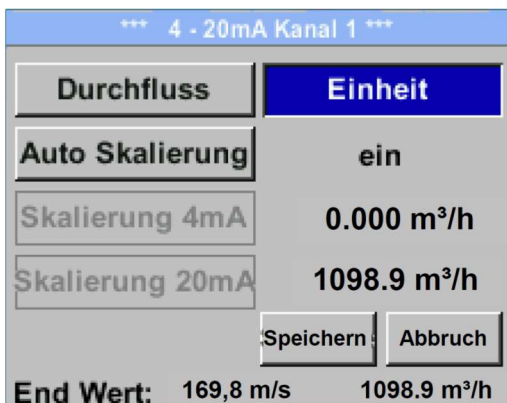 *** 4 - 20mA Kanal 1 ***
Durchfluss Einheit
Auto Skalierung ein
Skalierung 4mA 0.000 m³/h
Skalierung 20mA 1098.9 m³/h
Speichern Abbruch
End Wert: 169,8 m/s 1098.9 m³/h